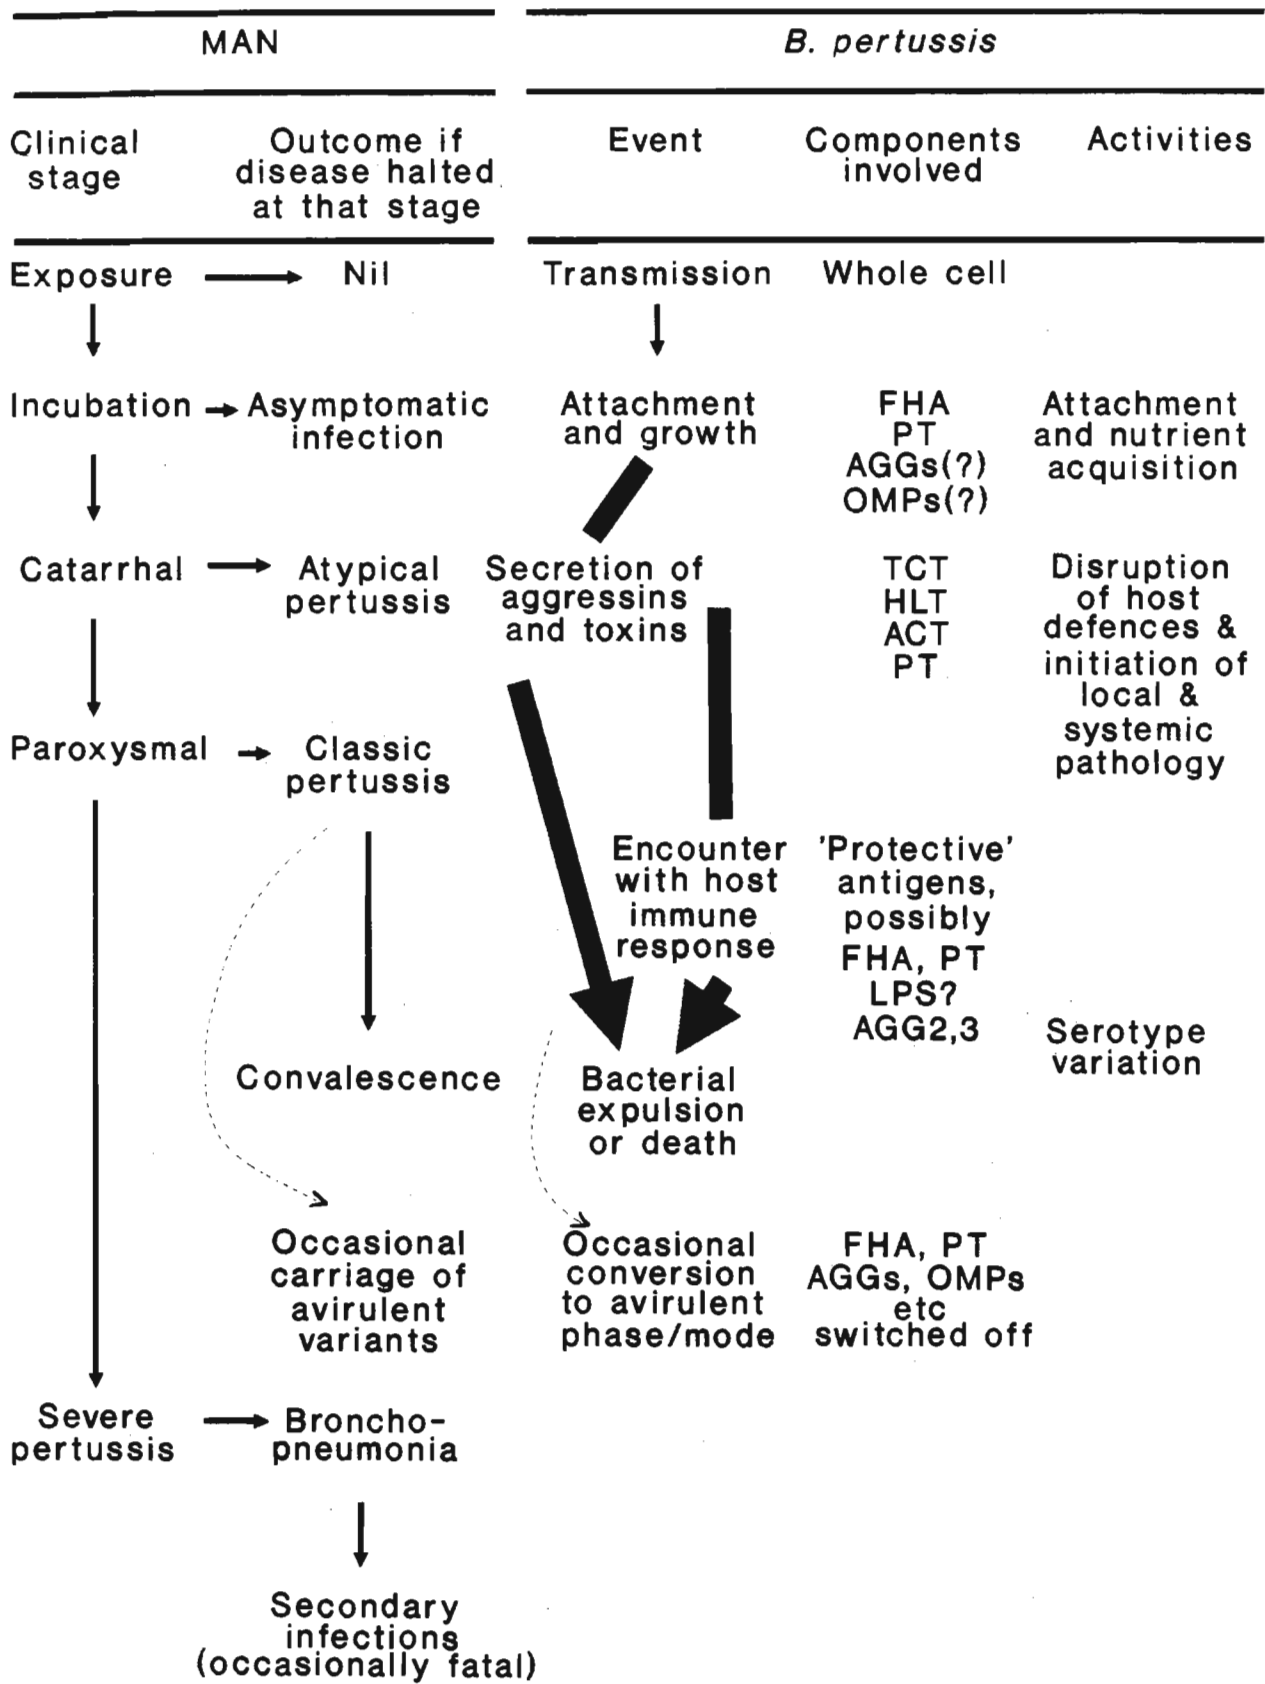 MAN
B. pertussis
Clinical
stage
Outcome if
disease halted
at that stage
Event
Components
involved
Activities
Exposure
Nil
Transmission
Whole cell
Incubation
Asymptomatic
infection
Attachment
and growth
FHA
PT
AGGs(?)
OMPs(?)
Attachment
and nutrient
acquisition
Catarrhal
Atypical
pertussis
Secretion of
aggressins
and toxins
TCT
HLT
ACT
PT
Disruption
of host
defences &
initiation of
local &
systemic
pathology
Paroxysmal
Classic
pertussis
Encounter
with host
immune
response
'Protective'
antigens,
possibly
FHA, PT
LPS?
AGG2,3
Serotype
variation
Convalescence
Bacterial
expulsion
or death
Occasional
carriage of
avirulent
variants
Occasional
conversion
to avirulent
phase/mode
FHA, PT
AGGs, OMPs
etc
switched off
Severe
pertussis
Broncho-
pneumonia
Secondary
infections
(occasionally fatal)